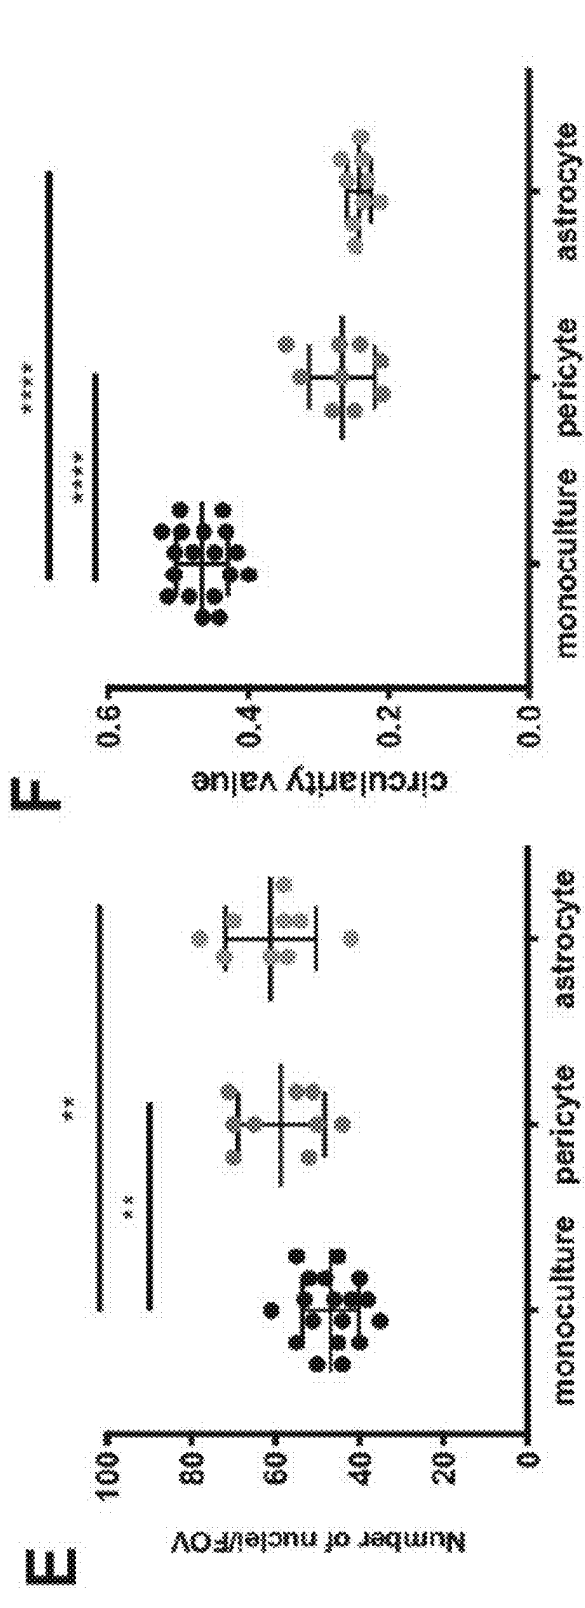 E
Number of nuclei/FOV
100
80
60
40
20
0
**
**
monoculture pericyte astrocyte
F
circularity value
0.6
0.4
0.2
0.0
****
****
monoculture pericyte astrocyte